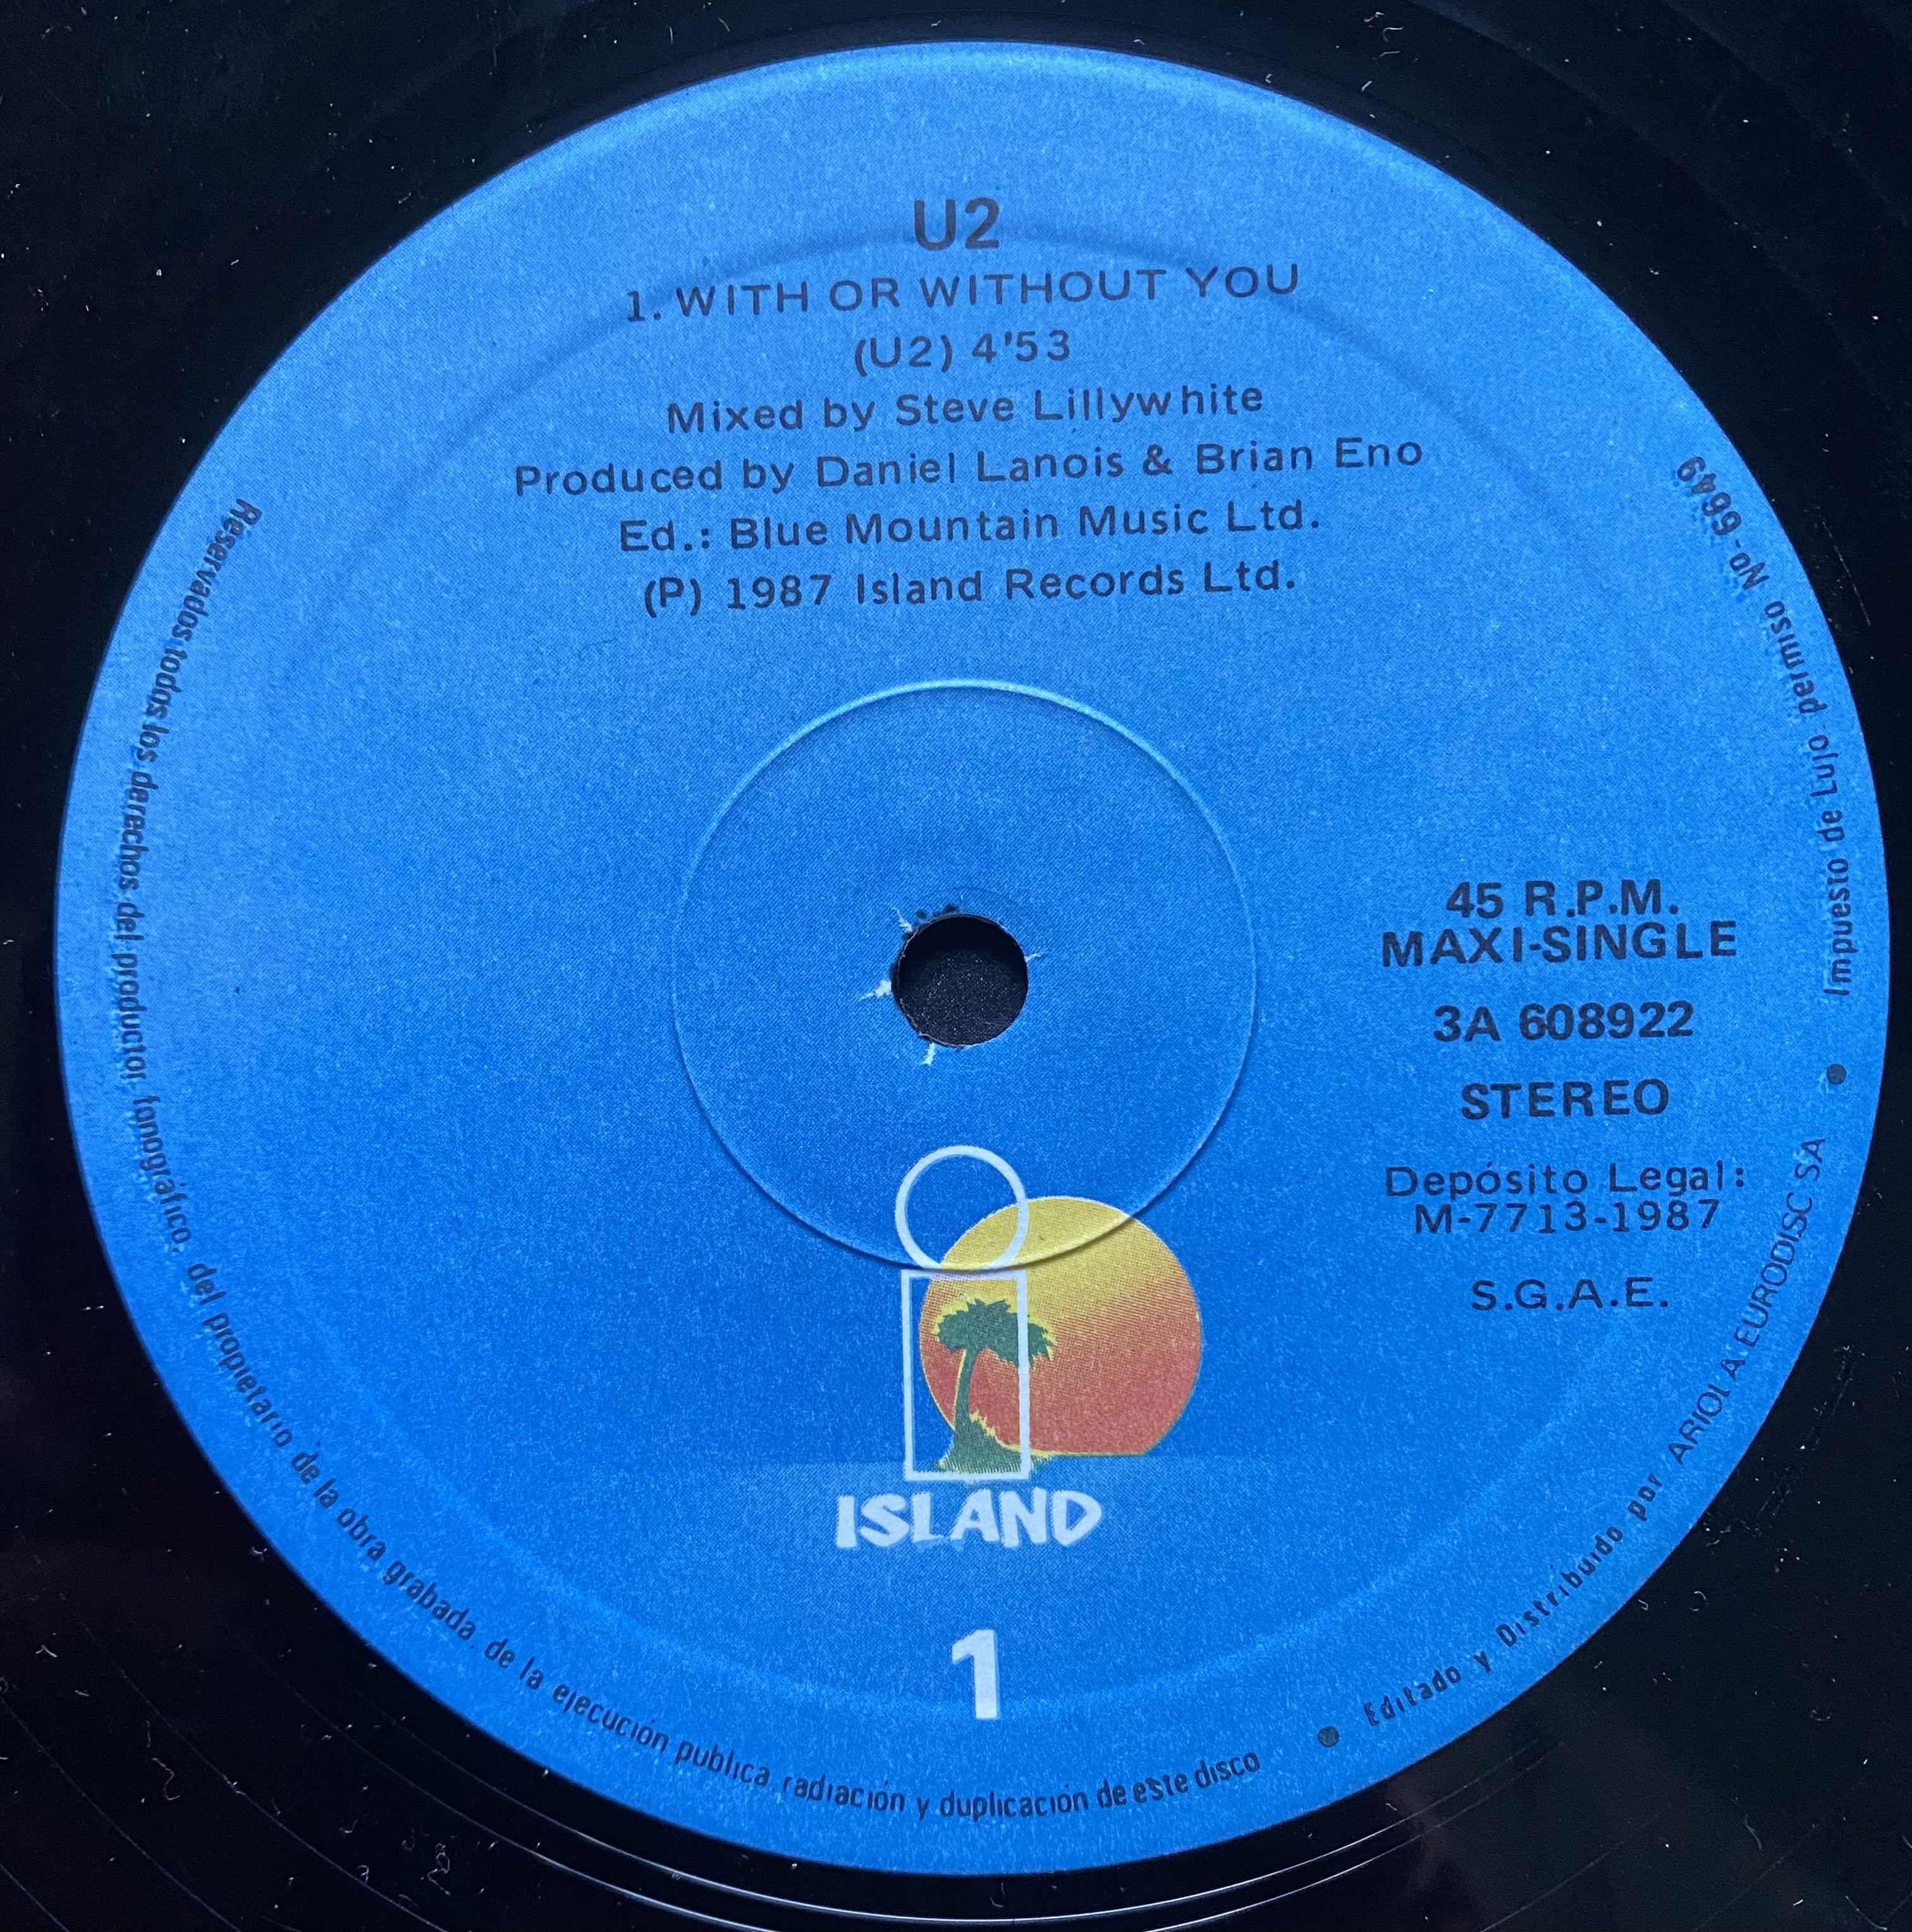 U2
1. WITH OR WITHOUT YOU
(U2) 4'53
Mixed by Steve Lillywhite
Produced by Daniel Lanois & Brian Eno
Ed.: Blue Mountain Music Ltd.
(P) 1987 Island Records Ltd.
45 R.P.M.
MAXI-SINGLE
3A 608922
STEREO
Depósito Legal:
M-7713-1987
S.G.A.E.
ISLAND
1
Reservados todos los derechos del productor fonográfico, del propietario de la obra grabada, de la ejecución publica, radiación y duplicación de este disco • Editado y Distribuido por ARIOLA EURODISC SA • Impuesto de Lujo permiso No- 6649